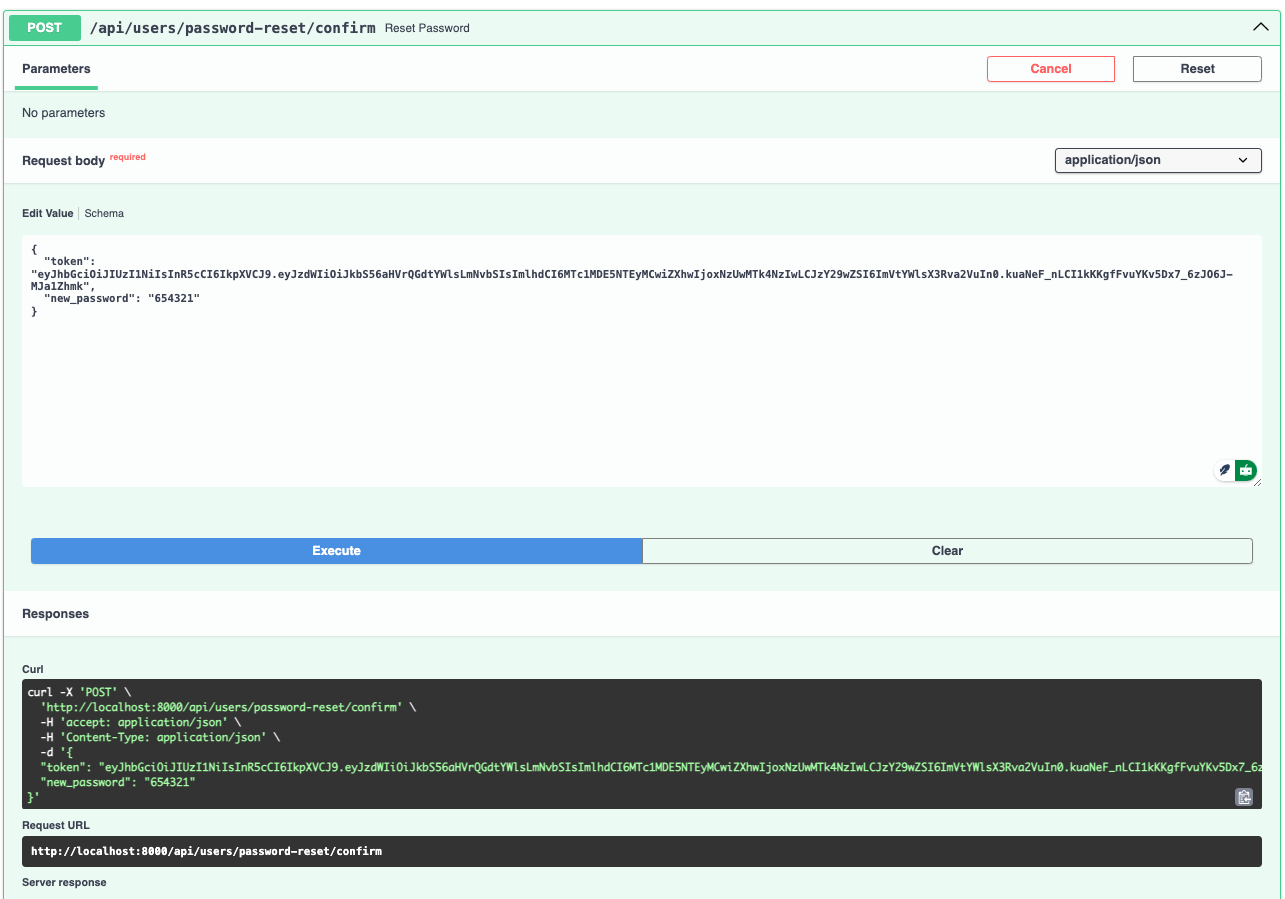 POST /api/users/password-reset/confirm Reset Password
Parameters Cancel Reset
No parameters
Request body required application/json
Edit Value Schema
{
"token":
"eyJhbGciOiJIUzI1NiIsInR5cCI6IkpXVCJ9.eyJzdWIiOiJkbS56aHVrQGdtYWlsLmNvbSIsImlhdCI6MTc1MDE5NTEyMCwiZXhwIjoxNzUwMTk4NzIwLCJzY29wZSI6ImVtYWlsX3Rva2VuIn0.kuaNeF_nLCI1kKKgfFvuYKv5Dx7_6zJO6J-
MJa1Zhmk",
"new_password": "654321"
}
Execute Clear
Responses
Curl
curl -X 'POST' \
'http://localhost:8000/api/users/password-reset/confirm' \
-H 'accept: application/json' \
-H 'Content-Type: application/json' \
-d '{
"token": "eyJhbGciOiJIUzI1NiIsInR5cCI6IkpXVCJ9.eyJzdWIiOiJkbS56aHVrQGdtYWlsLmNvbSIsImlhdCI6MTc1MDE5NTEyMCwiZXhwIjoxNzUwMTk4NzIwLCJzY29wZSI6ImVtYWlsX3Rva2VuIn0.kuaNeF_nLCI1kKKgfFvuYKv5Dx7_6z
"new_password": "654321"
}'
Request URL
http://localhost:8000/api/users/password-reset/confirm
Server response